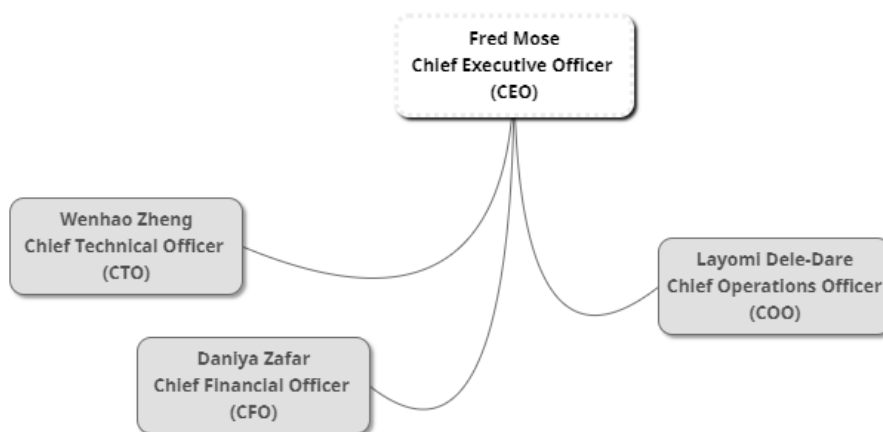 Fred Mose
Chief Executive Officer
(CEO)
Wenhao Zheng
Chief Technical Officer
(CTO)
Layomi Dele-Dare
Chief Operations Officer
(COO)
Daniya Zafar
Chief Financial Officer
(CFO)